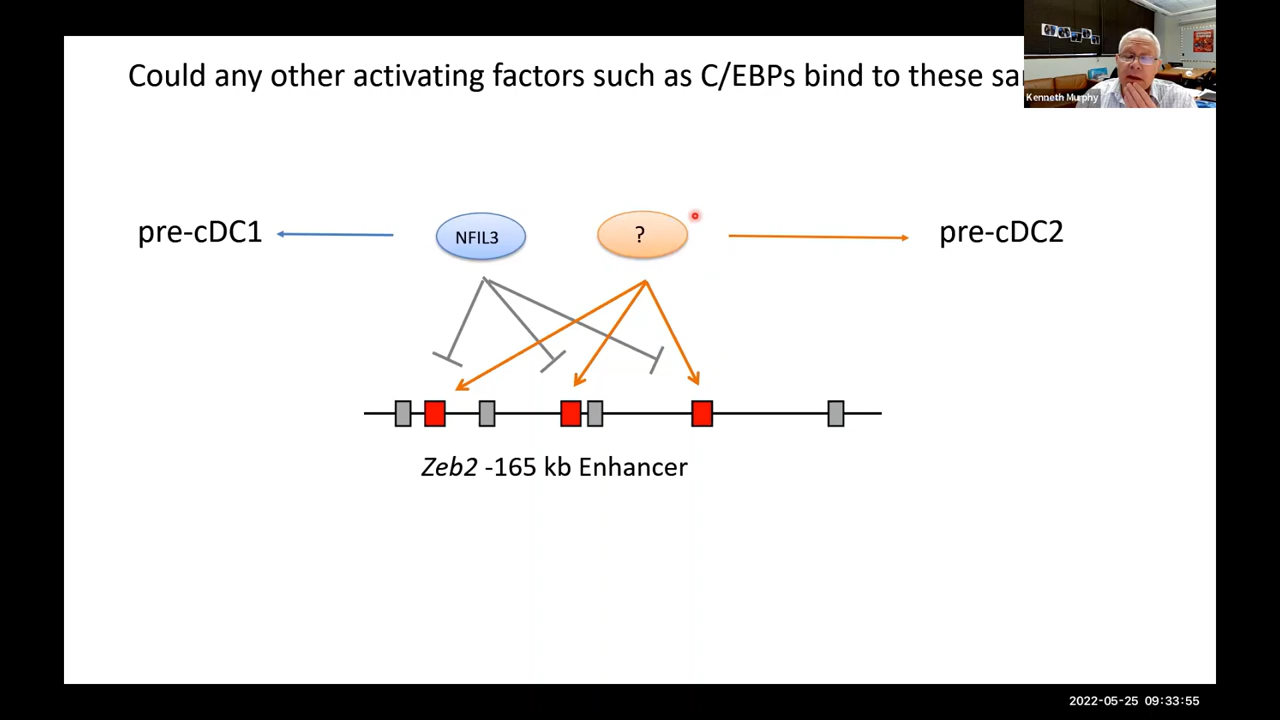 Could any other activating factors such as C/EBPs bind to these
Kenneth Murphy
pre-cDC1
NFIL3
?
pre-cDC2
Zeb2 -165 kb Enhancer
2022-05-25 09:33:55